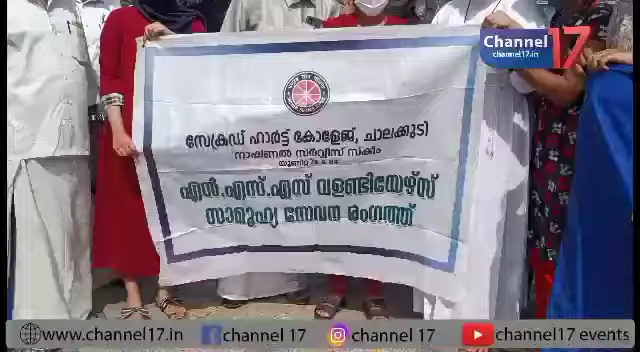 Channel 17
channel17.in
സേക്രഡ് ഹാർട്ട് കോളേജ്, ചാലക്കുടി
നാഷണൽ സർവ്വീസ് സ്കീം
എൻ.എസ്.എസ് വളണ്ടിയേഴ്സ്
സാമൂഹ്യ സേവന രംഗത്ത്
www.channel17.in channel 17 channel 17 channel17 events